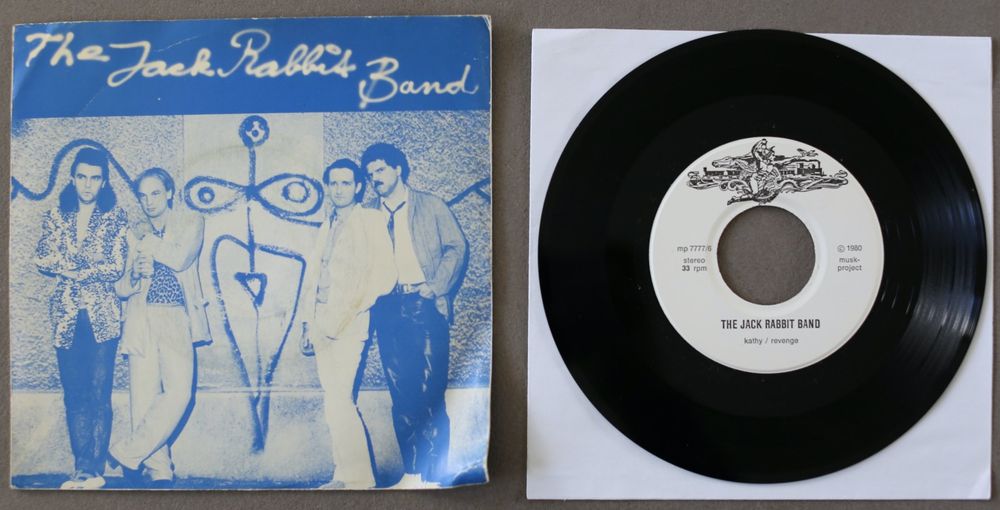 The Jack Rabbit
Band
mp 7777/6
stereo
33 rpm
© 1980
musk-
project
THE JACK RABBIT BAND
kathy / revenge